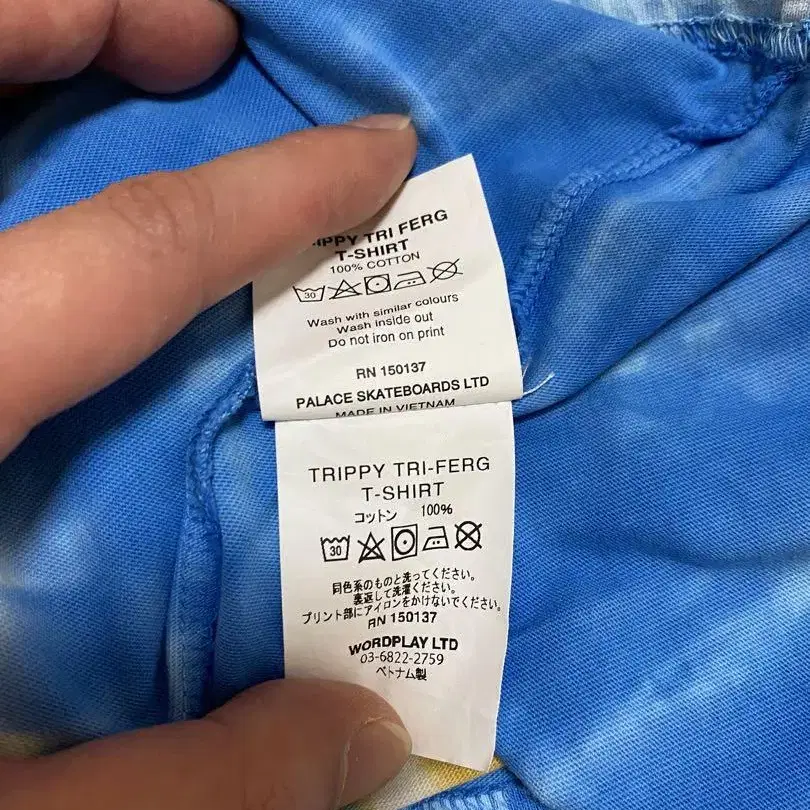 TRI FERG
T-SHIRT
100% COTTON
30
Wash with similar colours
Wash inside out
Do not iron on print
RN 150137
PALACE SKATEBOARDS LTD
MADE IN VIETNAM
TRIPPY TRI-FERG
T-SHIRT
コットン 100%
30
同色系のものと洗ってください。
裏返して洗濯ください。
プリント部にアイロンをかけないでください。
RN 150137
WORDPLAY LTD
03-6822-2759
ベトナム製